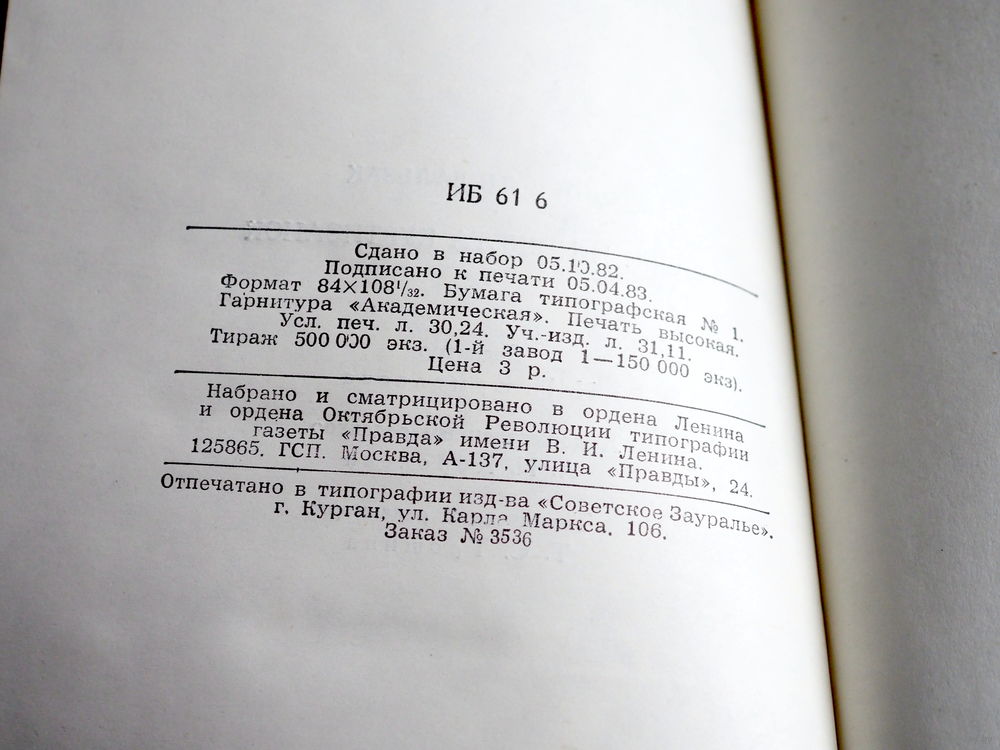 ИБ 61 6
Сдано в набор 05.10.82.
Подписано к печати 05.04.83.
Формат 84×108¹/₃₂. Бумага типографская № 1.
Гарнитура «Академическая». Печать высокая.
Усл. печ. л. 30,24. Уч.-изд. л. 31,11.
Тираж 500 000 экз. (1-й завод 1—150 000 экз).
Цена 3 р.
Набрано и сматрицировано в ордена Ленина
и ордена Октябрьской Революции типографии
газеты «Правда» имени В. И. Ленина.
125865. ГСП. Москва, А-137, улица «Правды», 24.
Отпечатано в типографии изд-ва «Советское Зауралье».
г. Курган, ул. Карла Маркса. 106.
Заказ № 3536